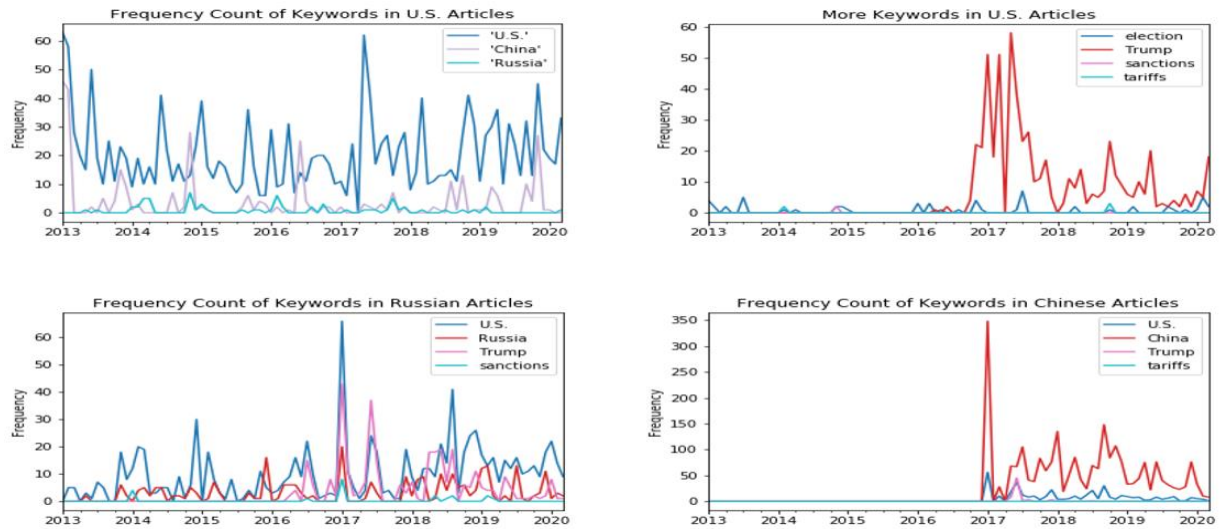 Frequency Count of Keywords in U.S. Articles
Frequency
60
50
40
30
20
10
0
'U.S.'
'China'
'Russia'
2013 2014 2015 2016 2017 2018 2019 2020
More Keywords in U.S. Articles
Frequency
60
50
40
30
20
10
0
election
Trump
sanctions
tariffs
2013 2014 2015 2016 2017 2018 2019 2020
Frequency Count of Keywords in Russian Articles
Frequency
60
50
40
30
20
10
0
U.S.
Russia
Trump
sanctions
2013 2014 2015 2016 2017 2018 2019 2020
Frequency Count of Keywords in Chinese Articles
Frequency
350
300
250
200
150
100
50
0
U.S.
China
Trump
tariffs
2013 2014 2015 2016 2017 2018 2019 2020